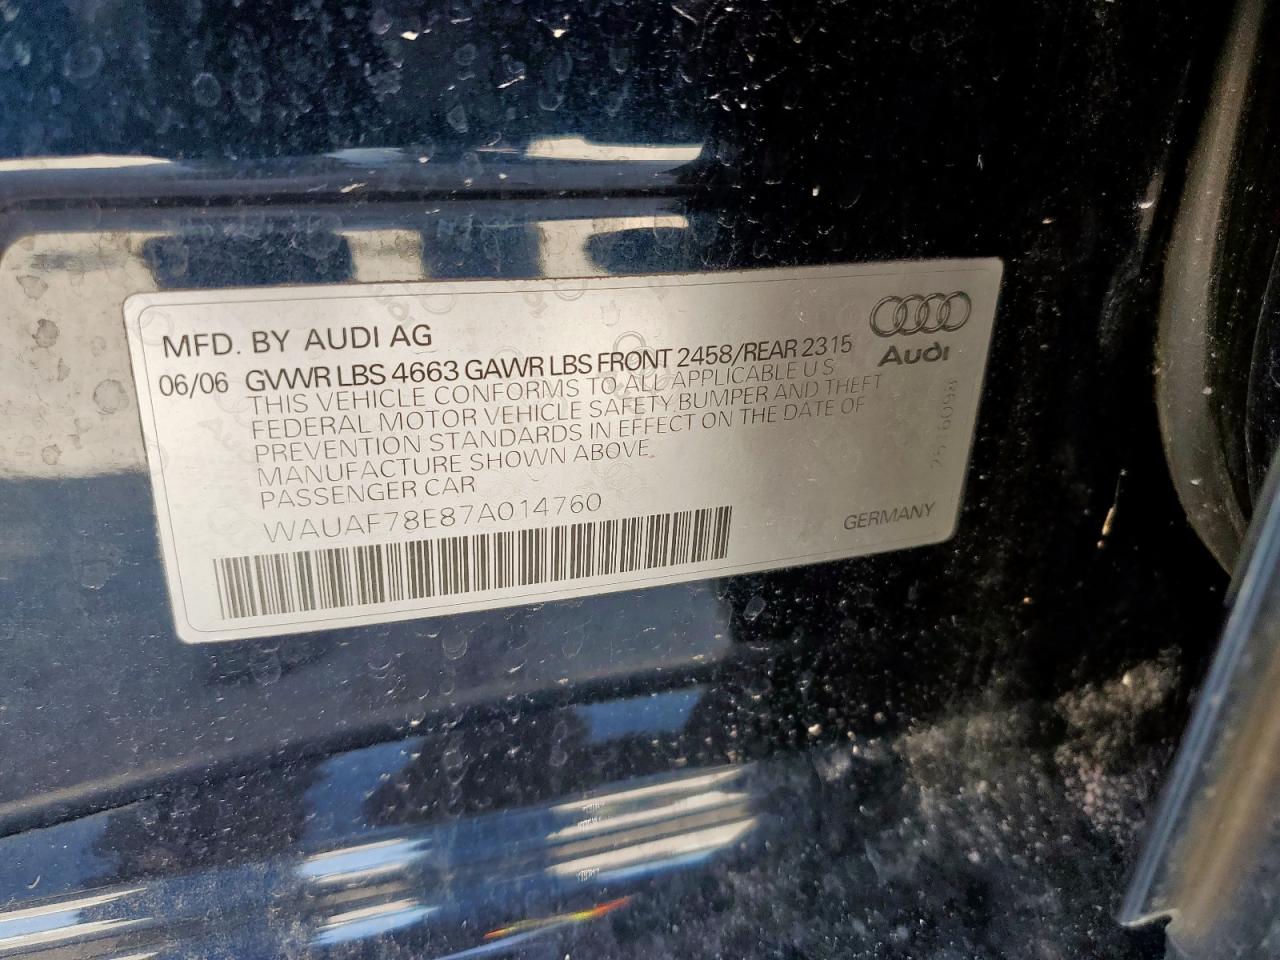 MFD. BY AUDI AG
Audi
06/06 GVWR LBS 4663 GAWR LBS FRONT 2458/REAR 2315
THIS VEHICLE CONFORMS TO ALL APPLICABLE U S
FEDERAL MOTOR VEHICLE SAFETY, BUMPER AND THEFT
PREVENTION STANDARDS IN EFFECT ON THE DATE OF
MANUFACTURE SHOWN ABOVE.
PASSENGER CAR
WAUAF78E87A014760
GERMANY